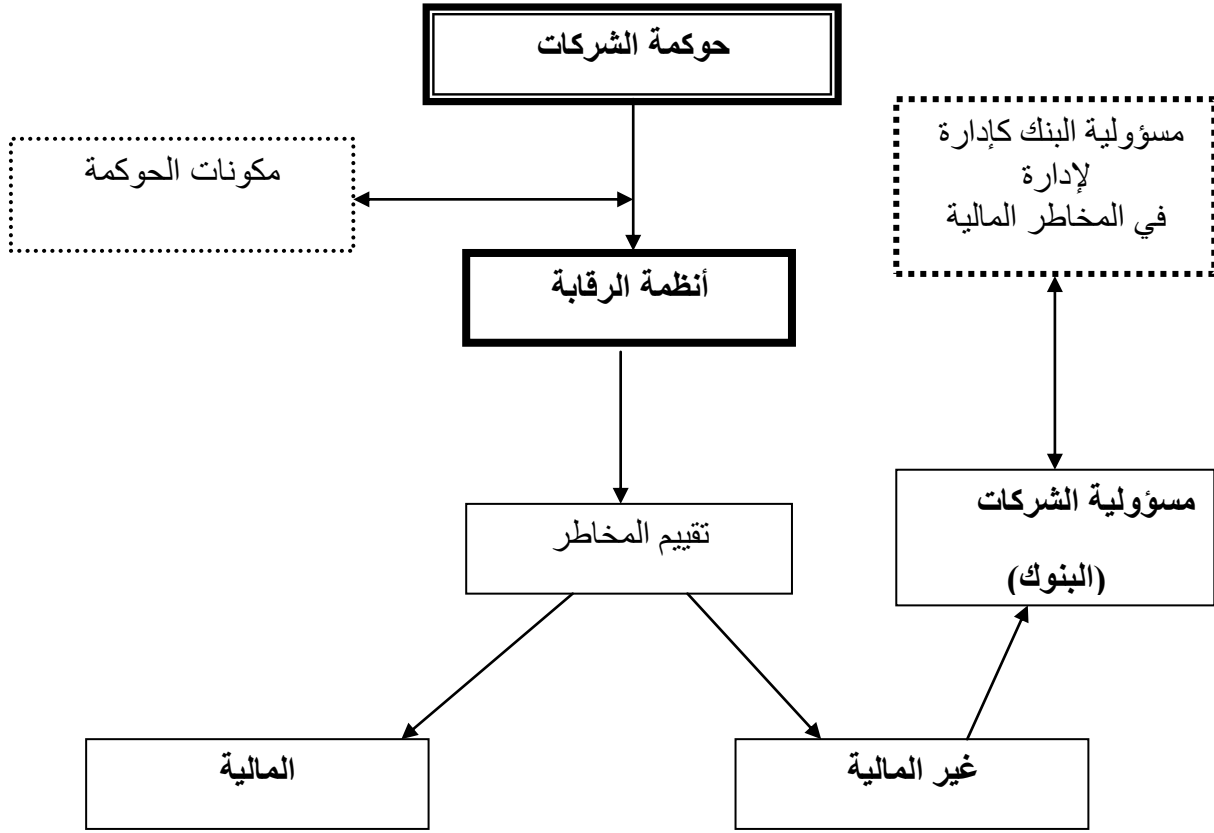 حوكمة الشركات
مسؤولية البنك كإدارة
لإدارة
في المخاطر المالية
مكونات الحوكمة
أنظمة الرقابة
مسؤولية الشركات
(البنوك)
تقييم المخاطر
غير المالية
المالية